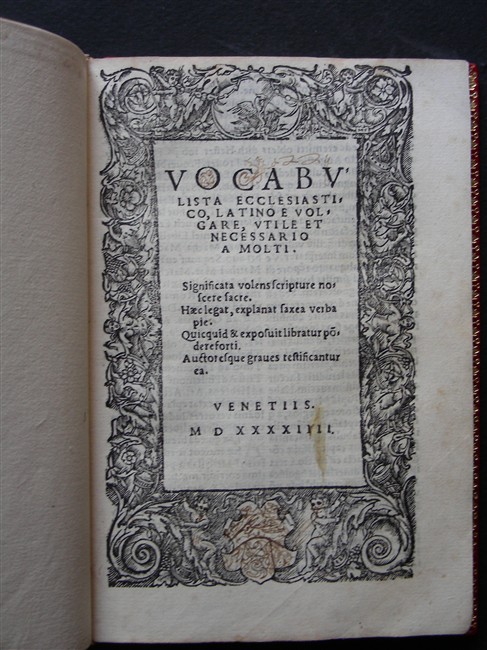 VOCABV⸗
LISTA ECCLESIASTI⸗
CO, LATINO E VOL⸗
GARE, VTILE ET
NECESSARIO
A MOLTI.
Significata volens scripture no⸗
scere sacre.
Hæc legat, explanat saxea verba
pie.
Quicquid & exposuit libratur põ⸗
dere forti.
Auctoresque graues testificantur
ea.
VENETIIS.
M D XXXXIIII.